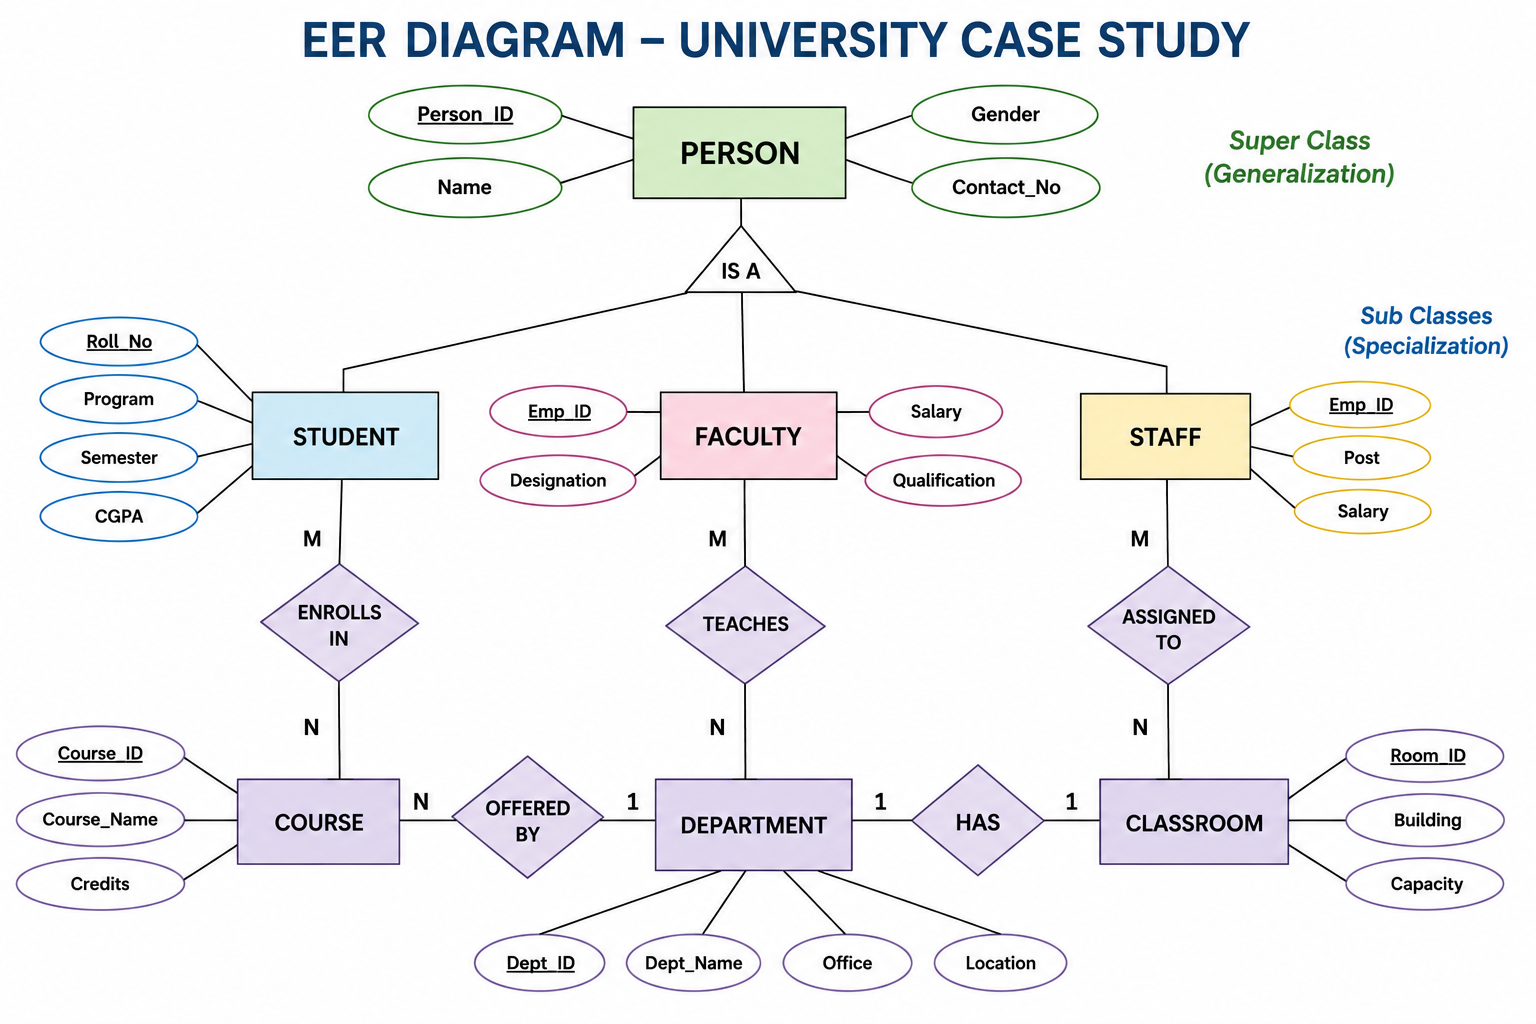 EER DIAGRAM – UNIVERSITY CASE STUDY
Person_ID
Gender
PERSON
Name
Contact_No
Super Class
(Generalization)
IS A
Sub Classes
(Specialization)
Roll_No
Program
Semester
CGPA
STUDENT
Emp_ID
Designation
FACULTY
Salary
Qualification
STAFF
Emp_ID
Post
Salary
M
M
M
ENROLLS
IN
TEACHES
ASSIGNED
TO
N
N
N
Course_ID
Course_Name
Credits
COURSE
N
OFFERED
BY
1
DEPARTMENT
1
HAS
1
CLASSROOM
Room_ID
Building
Capacity
Dept_ID
Dept_Name
Office
Location